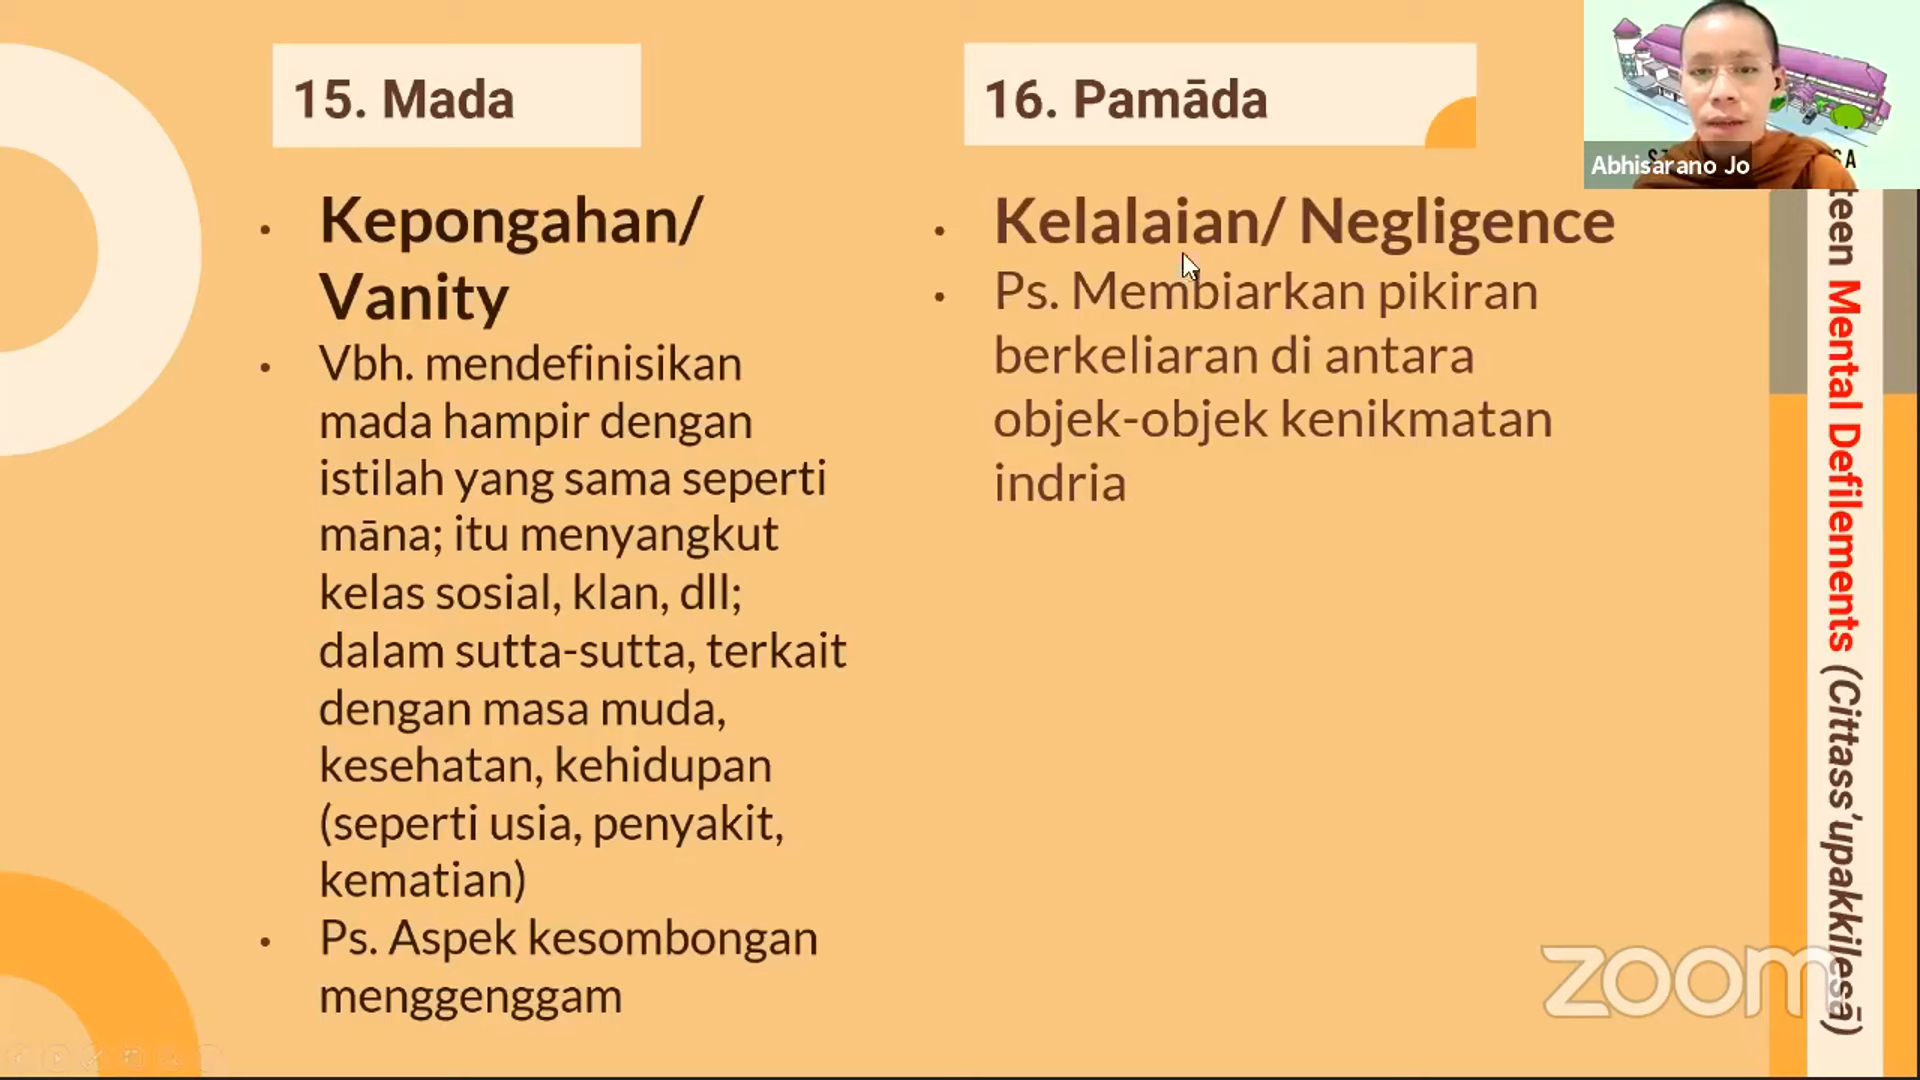 15. Mada
Kepongahan/
Vanity
Vbh. mendefinisikan
mada hampir dengan
istilah yang sama seperti
māna; itu menyangkut
kelas sosial, klan, dll;
dalam sutta-sutta, terkait
dengan masa muda,
kesehatan, kehidupan
(seperti usia, penyakit,
kematian)
Ps. Aspek kesombongan
menggenggam
16. Pamāda
Kelalaian/ Negligence
Ps. Membiarkan pikiran
berkeliaran di antara
objek-objek kenikmatan
indria
Abhisarano Jo
teen Mental Defilements (Cittass'upakkilesā)
zoom